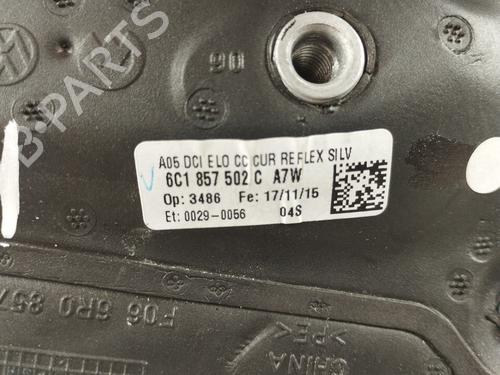 B-PARTS
90
A05 DCI ELO CC CUR REFLEX SILV
6C1 857 502 C A7W
Op: 3486 Fe: 17/11/15
Et: 0029-0056 04S
F06 6R0 857
>PE<
CHINA